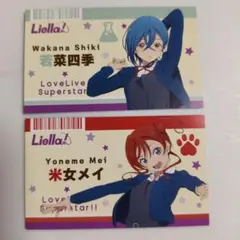 Liella!
Wakana Shiki
若菜四季
LoveLive!
Superstar!!
Liella!
Yoneme Mei
米女メイ
LoveLive!
Superstar!!